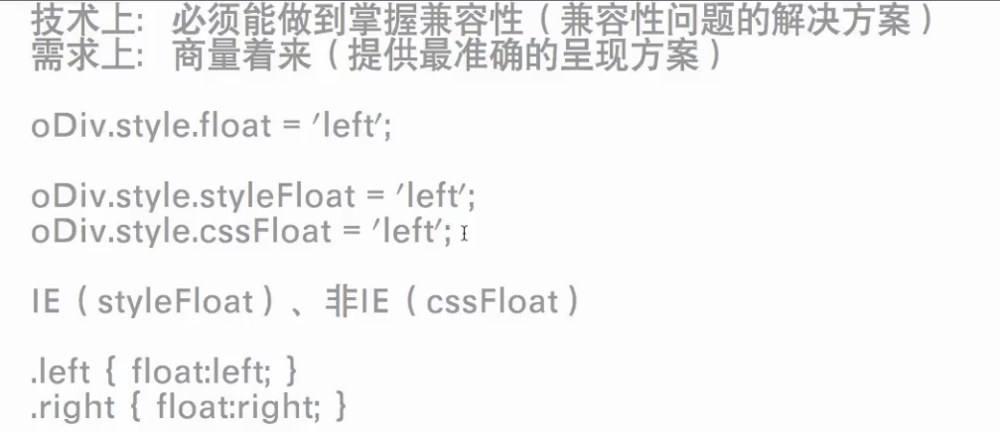 技术上：必须能做到掌握兼容性（兼容性问题的解决方案）
需求上：商量着来（提供最准确的呈现方案）
oDiv.style.float = 'left';
oDiv.style.styleFloat = 'left';
oDiv.style.cssFloat = 'left';
IE（styleFloat）、非IE（cssFloat）
.left { float:left; }
.right { float:right; }